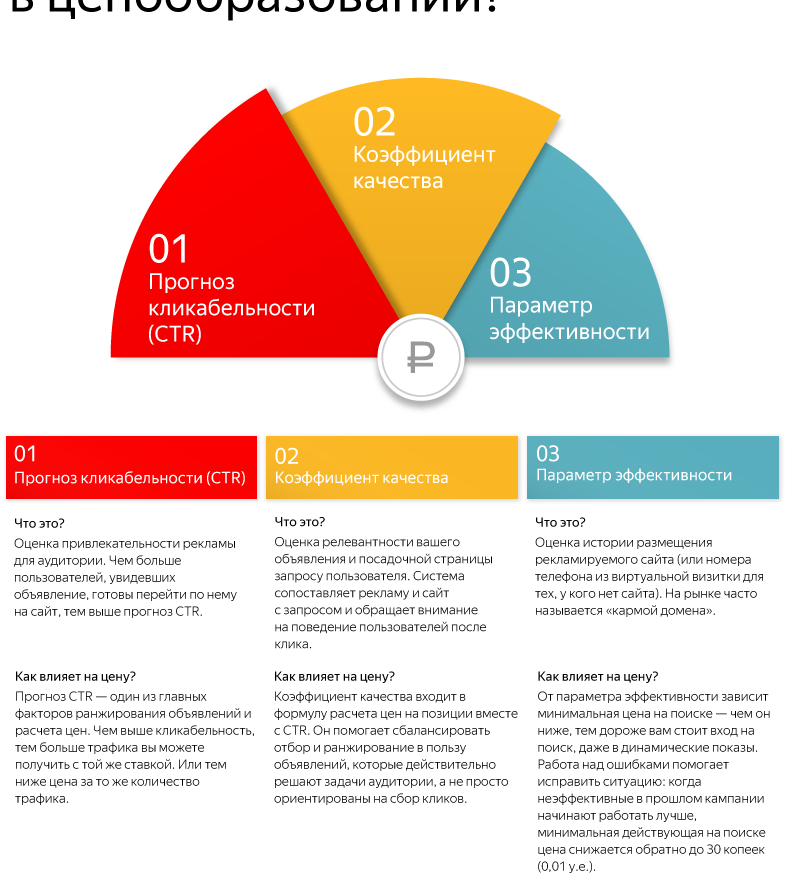 в ценообразовании?
02
Коэффициент
качества
01
Прогноз
кликабельности
(CTR)
03
Параметр
эффективности
₽
01
Прогноз кликабельности (CTR)
Что это?
Оценка привлекательности рекламы
для аудитории. Чем больше
пользователей, увидевших
объявление, готовы перейти по нему
на сайт, тем выше прогноз CTR.
Как влияет на цену?
Прогноз CTR — один из главных
факторов ранжирования объявлений и
расчета цен. Чем выше кликабельность,
тем больше трафика вы можете
получить с той же ставкой. Или тем
ниже цена за то же количество
трафика.
02
Коэффициент качества
Что это?
Оценка релевантности вашего
объявления и посадочной страницы
запросу пользователя. Система
сопоставляет рекламу и сайт
с запросом и обращает внимание
на поведение пользователей после
клика.
Как влияет на цену?
Коэффициент качества входит в
формулу расчета цен на позиции вместе
с CTR. Он помогает сбалансировать
отбор и ранжирование в пользу
объявлений, которые действительно
решают задачи аудитории, а не просто
ориентированы на сбор кликов.
03
Параметр эффективности
Что это?
Оценка истории размещения
рекламируемого сайта (или номера
телефона из виртуальной визитки для
тех, у кого нет сайта). На рынке часто
называется «кармой домена».
Как влияет на цену?
От параметра эффективности зависит
минимальная цена на поиске — чем он
ниже, тем дороже вам стоит вход на
поиск, даже в динамические показы.
Работа над ошибками помогает
исправить ситуацию: когда
неэффективные в прошлом кампании
начинают работать лучше,
минимальная действующая на поиске
цена снижается обратно до 30 копеек
(0,01 у.е.).